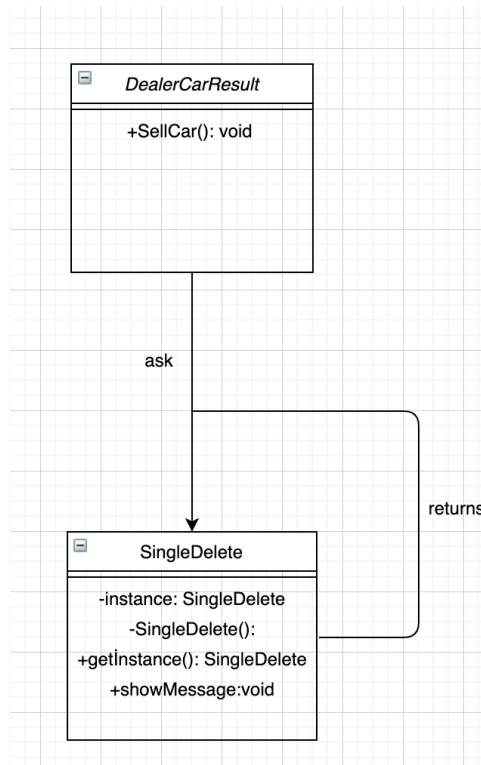 DealerCarResult
+SellCar(): void
ask
returns
SingleDelete
-instance: SingleDelete
-SingleDelete():
+getİnstance(): SingleDelete
+showMessage:void